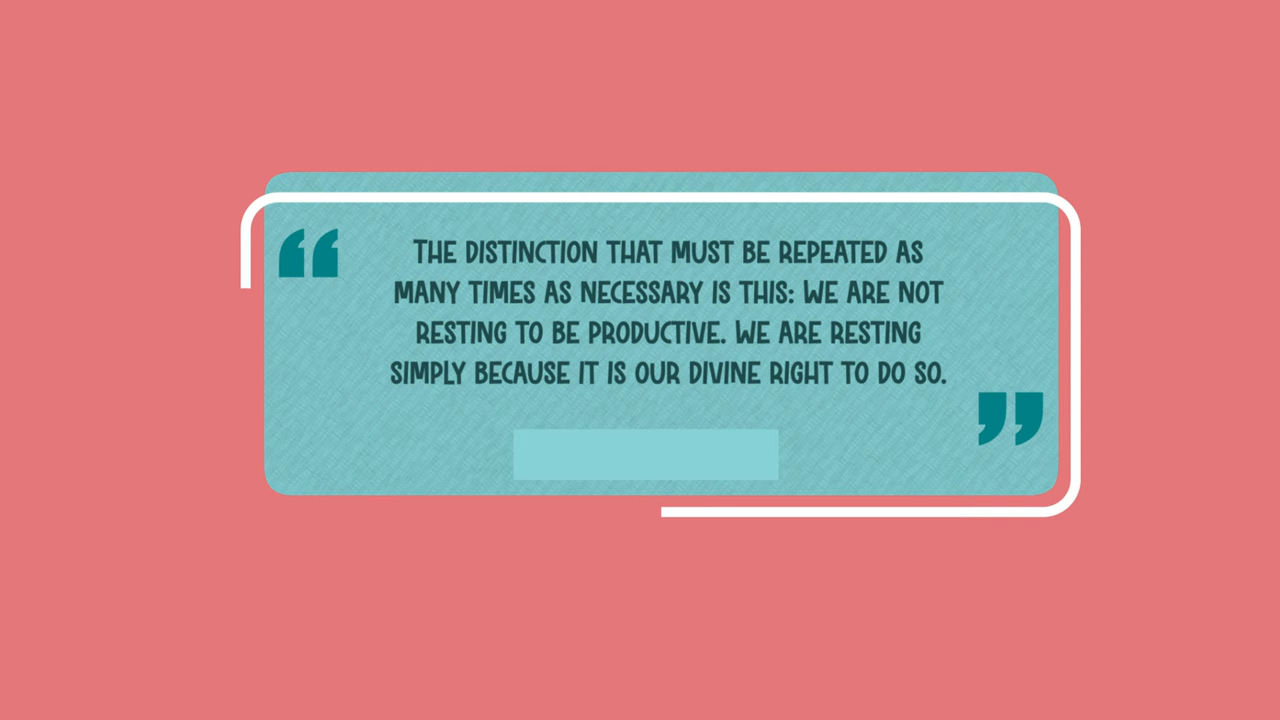 “
THE DISTINCTION THAT MUST BE REPEATED AS
MANY TIMES AS NECESSARY IS THIS: WE ARE NOT
RESTING TO BE PRODUCTIVE. WE ARE RESTING
SIMPLY BECAUSE IT IS OUR DIVINE RIGHT TO DO SO.
”